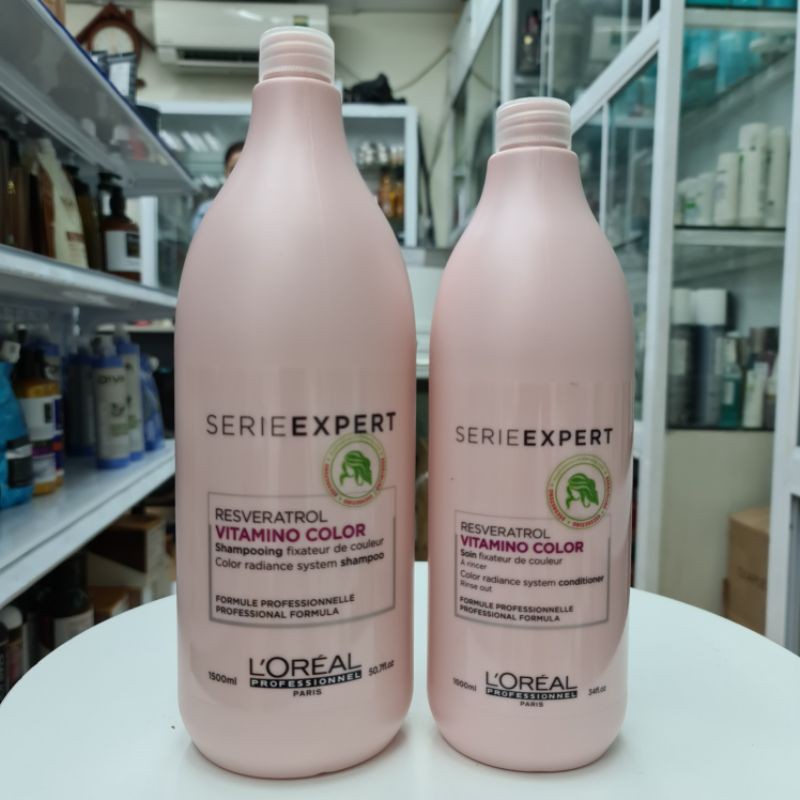 SERIEEXPERT
RESVERATROL
VITAMINO COLOR
Shampooing fixateur de couleur
Color radiance system shampoo
FORMULE PROFESSIONNELLE
PROFESSIONAL FORMULA
1500ml
L'ORÉAL
PROFESSIONNEL
PARIS
50.7fl.oz
SERIEEXPERT
RESVERATROL
VITAMINO COLOR
Soin fixateur de couleur
À rincer
Color radiance system conditioner
Rinse out
FORMULE PROFESSIONNELLE
PROFESSIONAL FORMULA
1000ml
L'ORÉAL
PROFESSIONNEL
PARIS
34fl.oz